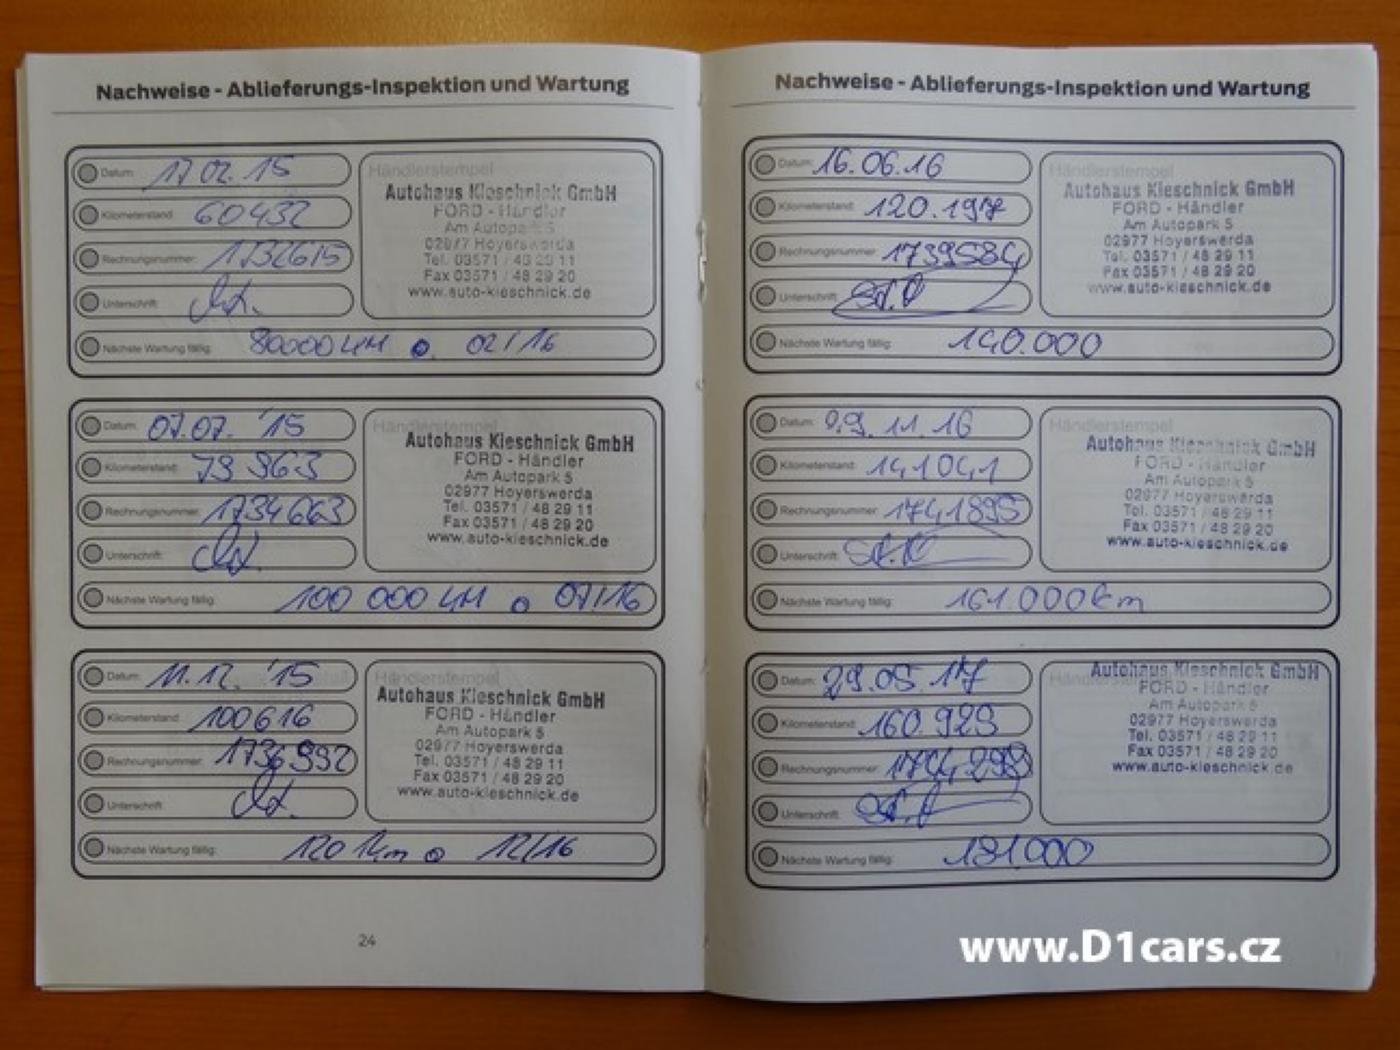 Nachweise - Ablieferungs-Inspektion und Wartung
Datum: 17.02.15
Kilometerstand: 60432
Rechnungsnummer: 1732615
Unterschrift:
Nächste Wartung fällig: 80000 KM o. 02/16
Händlerstempel
Autohaus Kieschnick GmbH
FORD - Händler
Am Autopark 5
02977 Hoyerswerda
Tel. 03571 / 48 29 11
Fax 03571 / 48 29 20
www.auto-kieschnick.de
Datum: 07.07. '15
Kilometerstand: 79963
Rechnungsnummer: 1734663
Unterschrift:
Nächste Wartung fällig: 100 000 KM o 07/16
Händlerstempel
Autohaus Kieschnick GmbH
FORD - Händler
Am Autopark 5
02977 Hoyerswerda
Tel. 03571 / 48 29 11
Fax 03571 / 48 29 20
www.auto-kieschnick.de
Datum: 11.12. '15
Kilometerstand: 100616
Rechnungsnummer: 1736992
Unterschrift:
Nächste Wartung fällig: 120 km o 12/16
Händlerstempel
Autohaus Kieschnick GmbH
FORD - Händler
Am Autopark 5
02977 Hoyerswerda
Tel. 03571 / 48 29 11
Fax 03571 / 48 29 20
www.auto-kieschnick.de
24
Nachweise - Ablieferungs-Inspektion und Wartung
Datum: 16.06.16
Kilometerstand: 120.197
Rechnungsnummer: 1739584
Unterschrift:
Nächste Wartung fällig: 140.000
Händlerstempel
Autohaus Kieschnick GmbH
FORD - Händler
Am Autopark 5
02977 Hoyerswerda
Tel. 03571 / 48 29 11
Fax 03571 / 48 29 20
www.auto-kieschnick.de
Datum: 09.11.16
Kilometerstand: 141041
Rechnungsnummer: 1741895
Unterschrift:
Nächste Wartung fällig: 161.000km
Händlerstempel
Autohaus Kieschnick GmbH
FORD - Händler
Am Autopark 5
02977 Hoyerswerda
Tel. 03571 / 48 29 11
Fax 03571 / 48 29 20
www.auto-kieschnick.de
Datum: 29.05.17
Kilometerstand: 160.929
Rechnungsnummer: 1744298
Unterschrift:
Nächste Wartung fällig: 181.000
Autohaus Kieschnick GmbH
FORD - Händler
Am Autopark 5
02977 Hoyerswerda
Tel. 03571 / 48 29 11
Fax 03571 / 48 29 20
www.auto-kieschnick.de
www.D1cars.cz